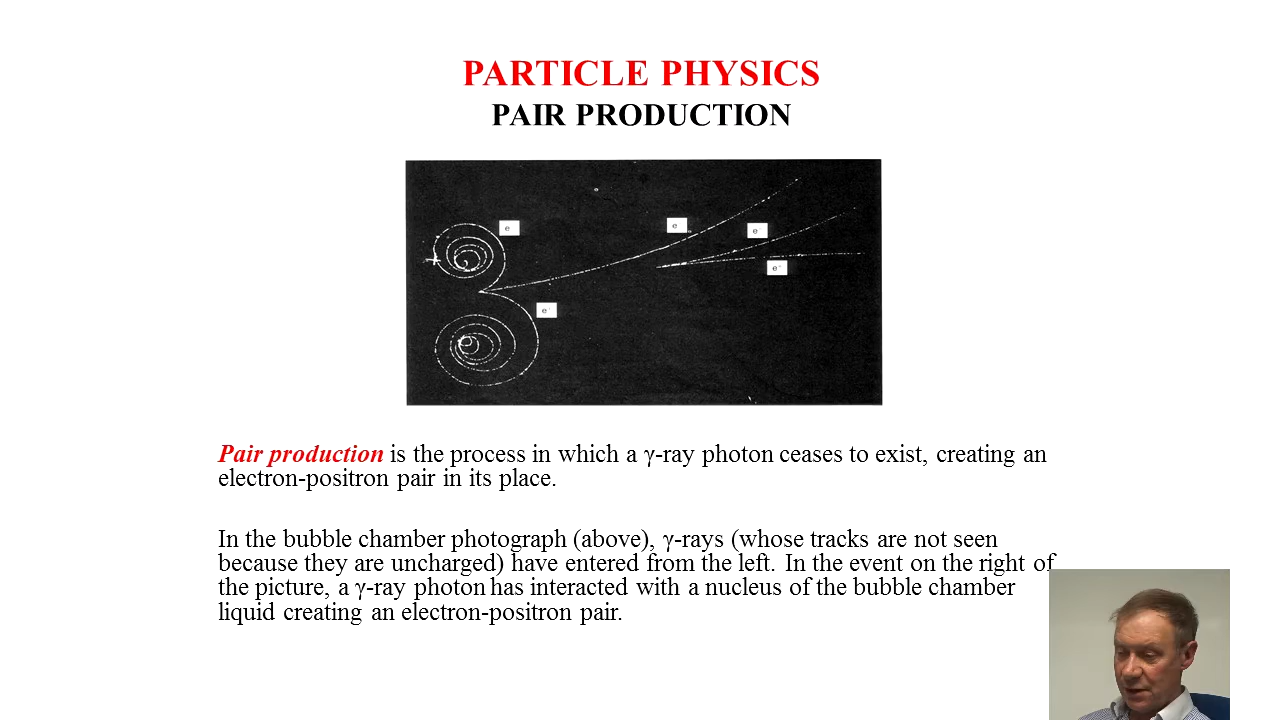 PARTICLE PHYSICS
PAIR PRODUCTION
e
e
e
e⁻
e⁺
Pair production is the process in which a γ-ray photon ceases to exist, creating an
electron-positron pair in its place.
In the bubble chamber photograph (above), γ-rays (whose tracks are not seen
because they are uncharged) have entered from the left. In the event on the right of
the picture, a γ-ray photon has interacted with a nucleus of the bubble chamber
liquid creating an electron-positron pair.